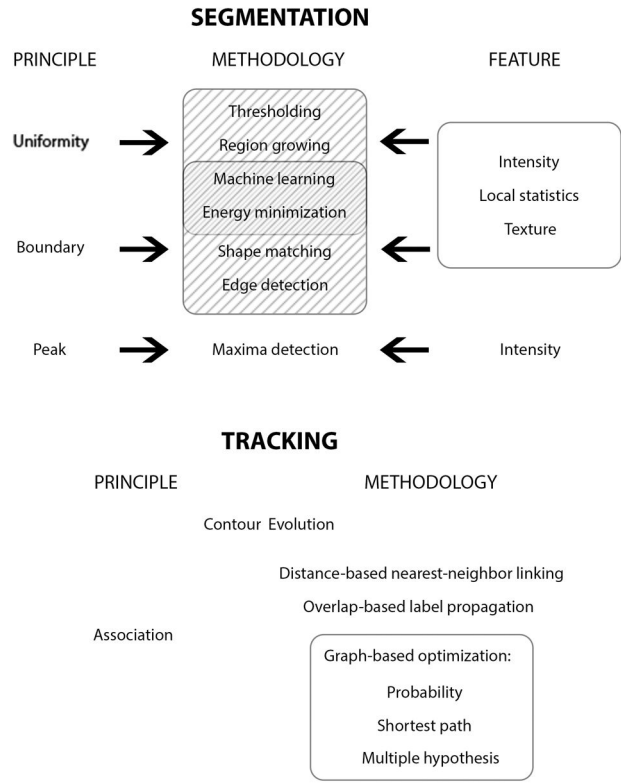 SEGMENTATION
PRINCIPLE METHODOLOGY FEATURE
Thresholding
Uniformity Region growing
Machine learning Intensity
Energy minimization Local statistics
Texture
Boundary Shape matching
Edge detection
Peak Maxima detection Intensity
TRACKING
PRINCIPLE METHODOLOGY
Contour Evolution
Distance-based nearest-neighbor linking
Overlap-based label propagation
Association
Graph-based optimization:
Probability
Shortest path
Multiple hypothesis